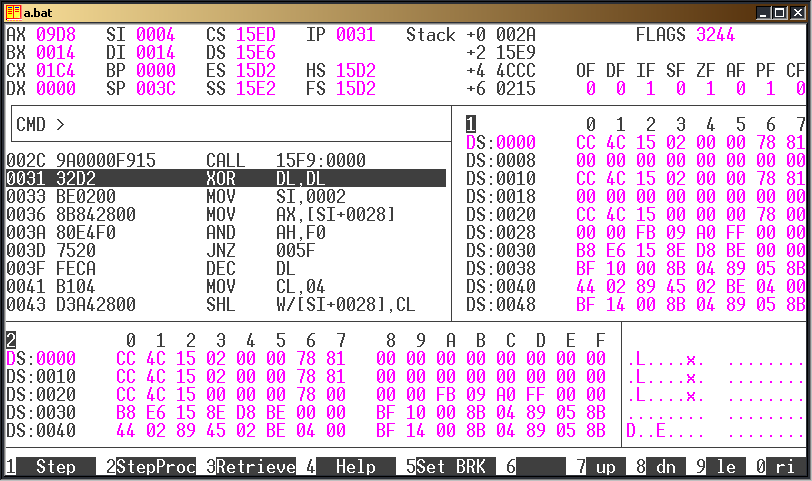 a.bat
AX 09D8 SI 0004 CS 15ED IP 0031 Stack +0 002A FLAGS 3244
BX 0014 DI 0014 DS 15E6 +2 15E9
CX 01C4 BP 0000 ES 15D2 HS 15D2 +4 4CCC OF DF IF SF ZF AF PF CF
DX 0000 SP 003C SS 15E2 FS 15D2 +6 0215 0 0 1 0 1 0 1 0
CMD >
1 0 1 2 3 4 5 6 7
DS:0000 CC 4C 15 02 00 00 78 81
DS:0008 00 00 00 00 00 00 00 00
DS:0010 CC 4C 15 02 00 00 78 81
DS:0018 00 00 00 00 00 00 00 00
DS:0020 CC 4C 15 00 00 00 78 00
DS:0028 00 00 FB 09 A0 FF 00 00
DS:0030 B8 E6 15 8E D8 BE 00 00
DS:0038 BF 10 00 8B 04 89 05 8B
DS:0040 44 02 89 45 02 BE 04 00
DS:0048 BF 14 00 8B 04 89 05 8B
002C 9A0000F915 CALL 15F9:0000
0031 32D2 XOR DL,DL
0033 BE0200 MOV SI,0002
0036 8B842800 MOV AX,[SI+0028]
003A 80E4F0 AND AH,F0
003D 7520 JNZ 005F
003F FECA DEC DL
0041 B104 MOV CL,04
0043 D3A42800 SHL W/[SI+0028],CL
2 0 1 2 3 4 5 6 7 8 9 A B C D E F
DS:0000 CC 4C 15 02 00 00 78 81 00 00 00 00 00 00 00 00 .L....x. ........
DS:0010 CC 4C 15 02 00 00 78 81 00 00 00 00 00 00 00 00 .L....x. ........
DS:0020 CC 4C 15 00 00 00 78 00 00 00 FB 09 A0 FF 00 00 .L....x. ........
DS:0030 B8 E6 15 8E D8 BE 00 00 BF 10 00 8B 04 89 05 8B ........ ........
DS:0040 44 02 89 45 02 BE 04 00 BF 14 00 8B 04 89 05 8B D..E.... ........
1 Step 2StepProc 3Retrieve 4 Help 5Set BRK 6 7 up 8 dn 9 le 0 ri